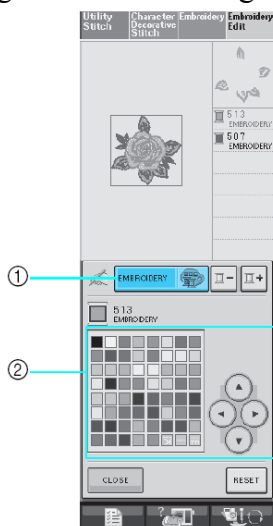 Utility Stitch
Character Decorative Stitch
Embroidery
Embroidery Edit
513
EMBROIDERY
507
EMBROIDERY
① EMBROIDERY
513
EMBROIDERY
②
CLOSE
RESET